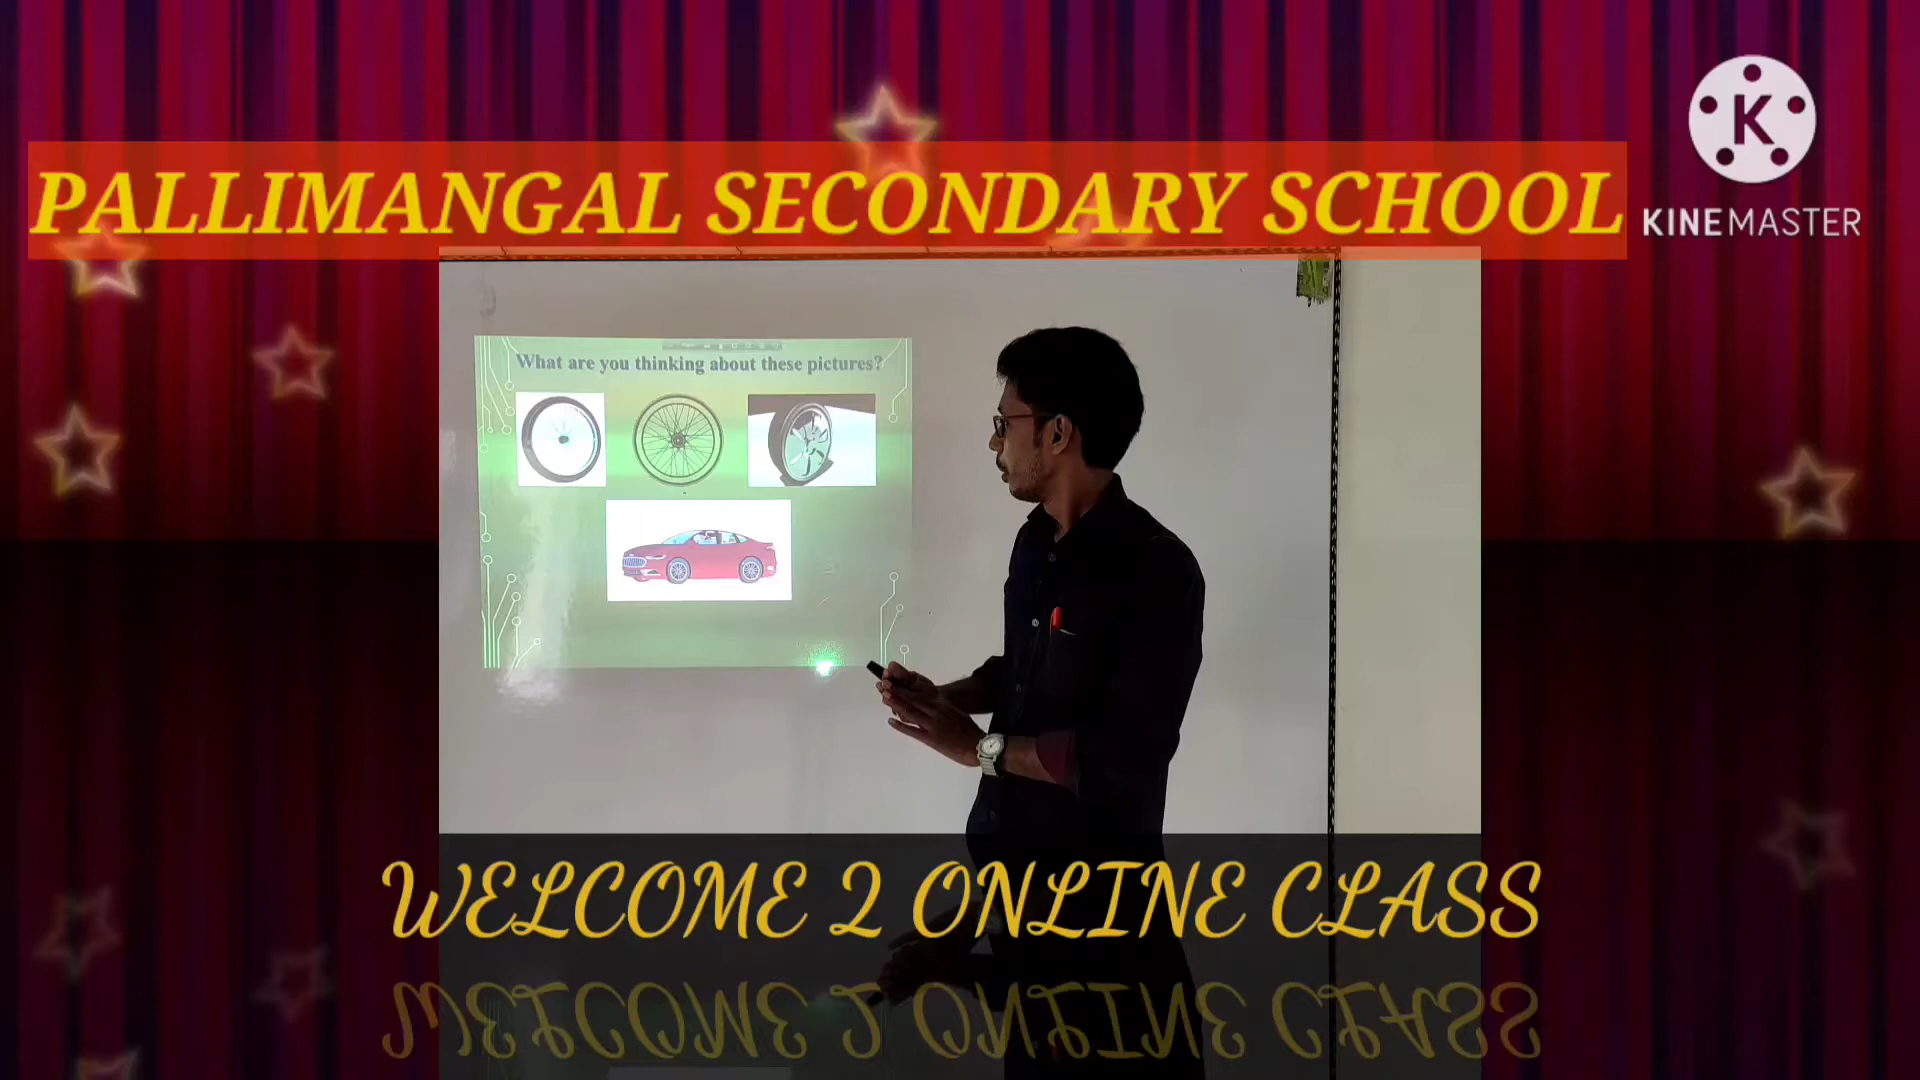 PALLIMANGAL SECONDARY SCHOOL
K
KINEMASTER
What are you thinking about these pictures?
WELCOME 2 ONLINE CLASS